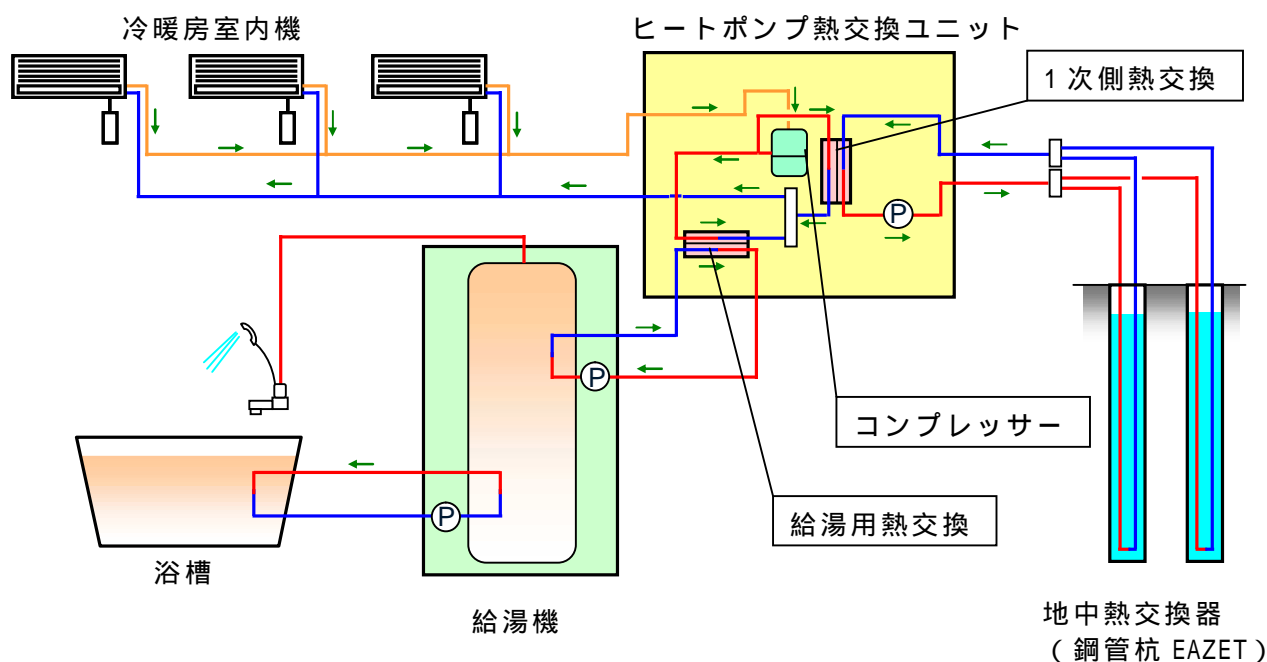 冷暖房室内機
ヒートポンプ熱交換ユニット
1次側熱交換
P
P
コンプレッサー
P
給湯用熱交換
浴槽
給湯機
地中熱交換器
(鋼管杭 EAZET)